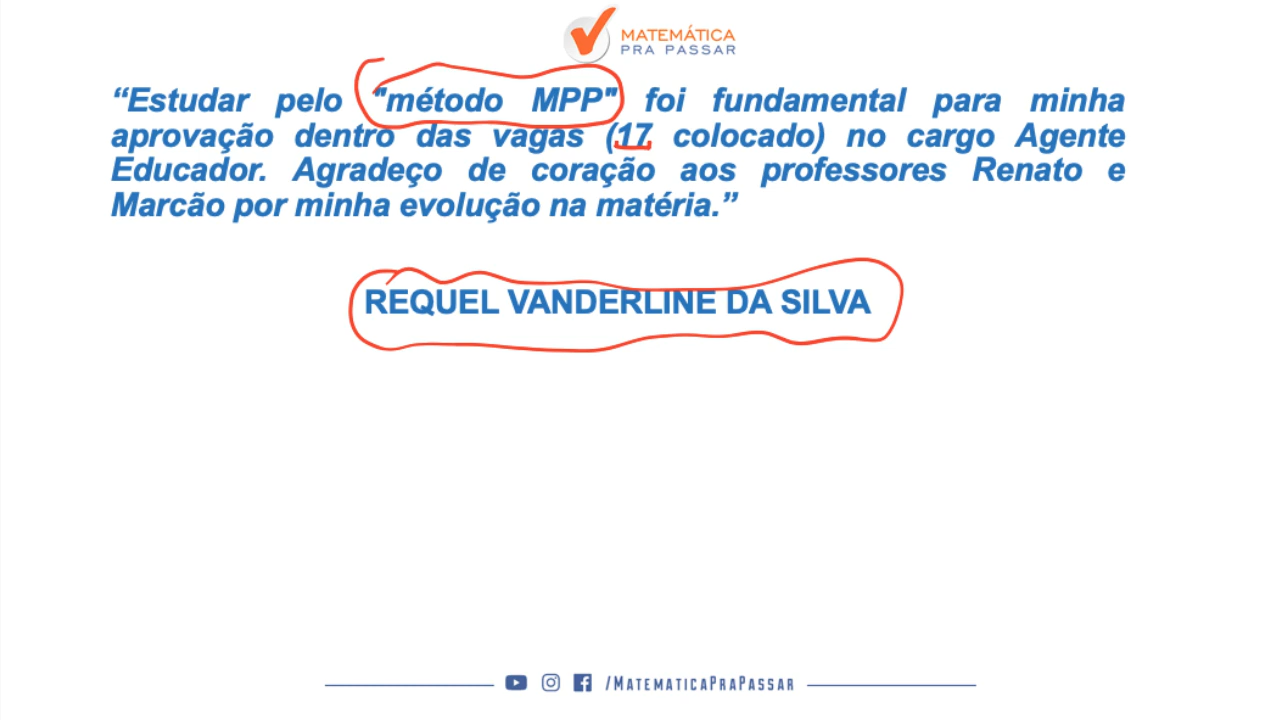 MATEMÁTICA
PRA PASSAR
“Estudar pelo "método MPP" foi fundamental para minha
aprovação dentro das vagas (17 colocado) no cargo Agente
Educador. Agradeço de coração aos professores Renato e
Marcão por minha evolução na matéria.”
REQUEL VANDERLINE DA SILVA
/MATEMATICAPRAPASSAR